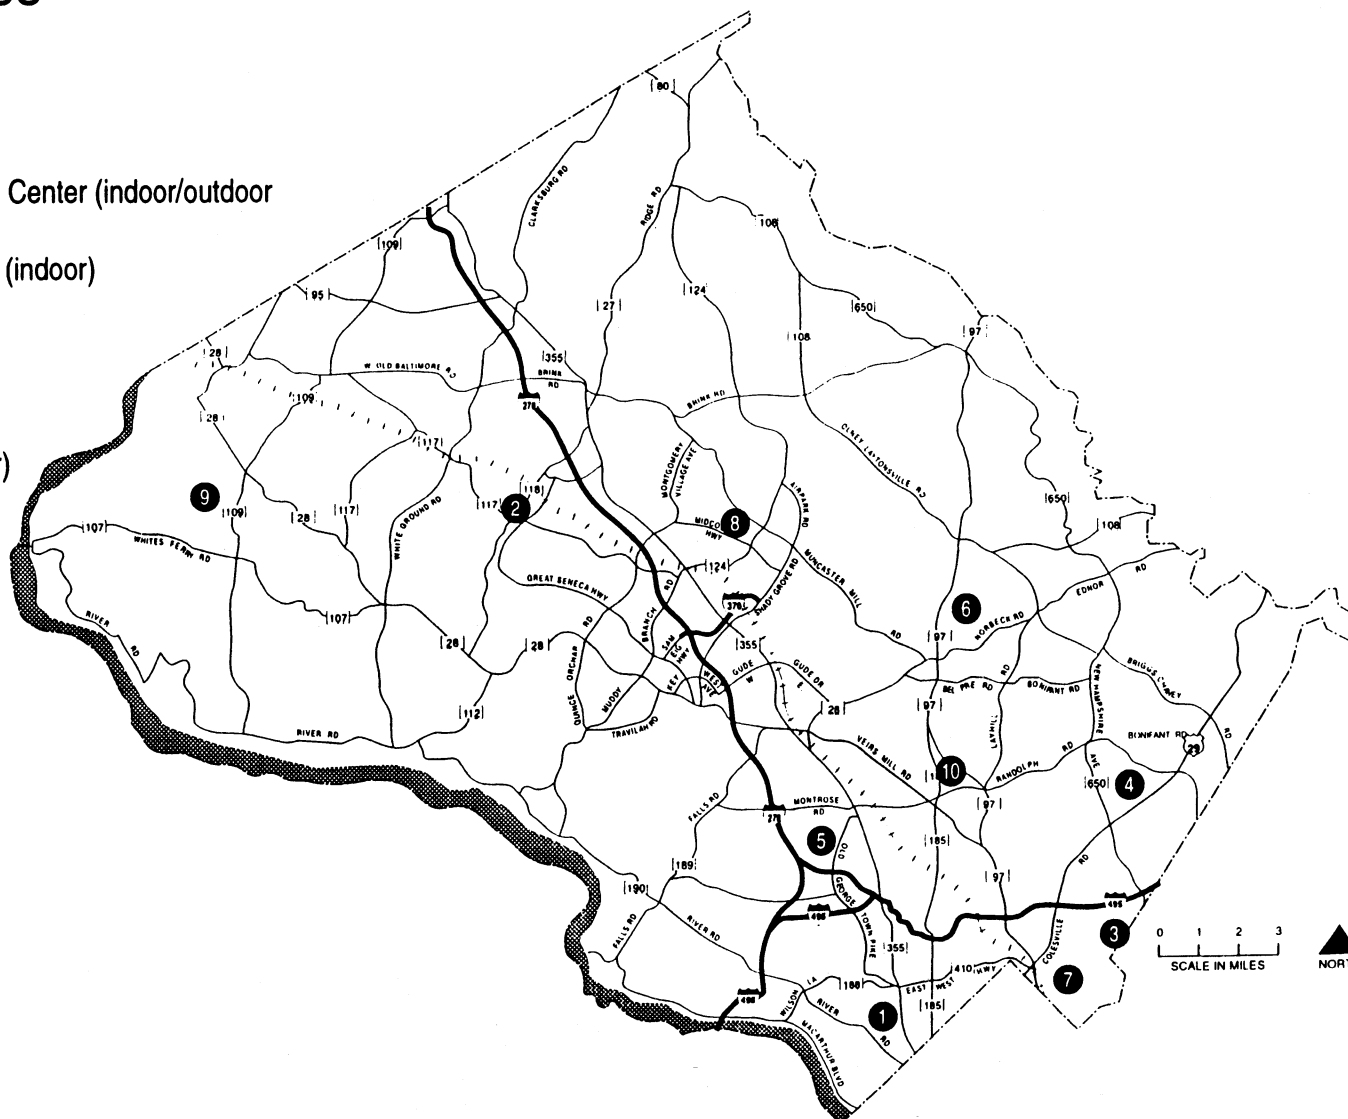 Center (indoor/outdoor
(indoor)
80
CLARKSBURG RD
RIDGE RD
108
109
95
27
124
650
97
108
28
355
W OLD BALTIMORE RD
BRINK RD
109
270
BRINK RD
28
117
OLNEY LAYTONSVILLE RD
MONTGOMERY VILLAGE AVE
118
117
2
9
109
28
117
WHITE GROUND RD
AIRPARK RD
8
650
108
107
WHITES FERRY RD
MUNCASTER MILL RD
124
GREAT SENECA HWY
SHADY GROVE RD
370
EDNOR RD
6
RIVER RD
107
28
28
QUINCE ORCHARD RD
MUDDY BRANCH RD
SAM EIG HWY
355
97
NORBECK RD
KEY WEST AVE
GUDE DR W
GUDE DR E
BEL PRE RD
BONIFANT RD
NEW HAMPSHIRE AVE
BRIGGS CHANEY RD
112
TRAVILAH RD
28
97
LAYHILL RD
RIVER RD
VEIRS MILL RD
BONIFANT RD
29
10
RANDOLPH RD
650
4
FALLS RD
MONTROSE RD
270
97
5
OLD GEORGETOWN PIKE
185
189
97
190
495
495
FALLS RD
RIVER RD
355
COLESVILLE RD
3
0 1 2 3
SCALE IN MILES
410
EAST WEST HWY
7
188
WILSON LA
495
RIVER RD
1
185
MACARTHUR BLVD